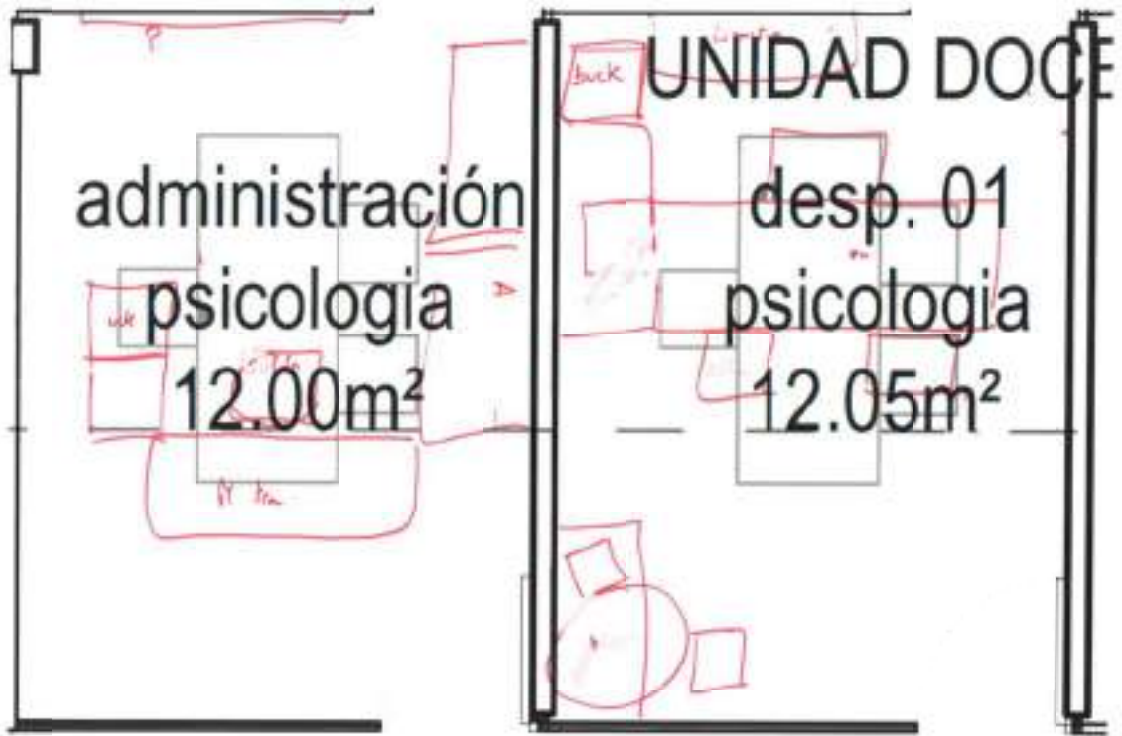 ?
buck
UNIDAD DOCE
administración
psicologia
12.00m²
desp. 01
psicologia
12.05m²